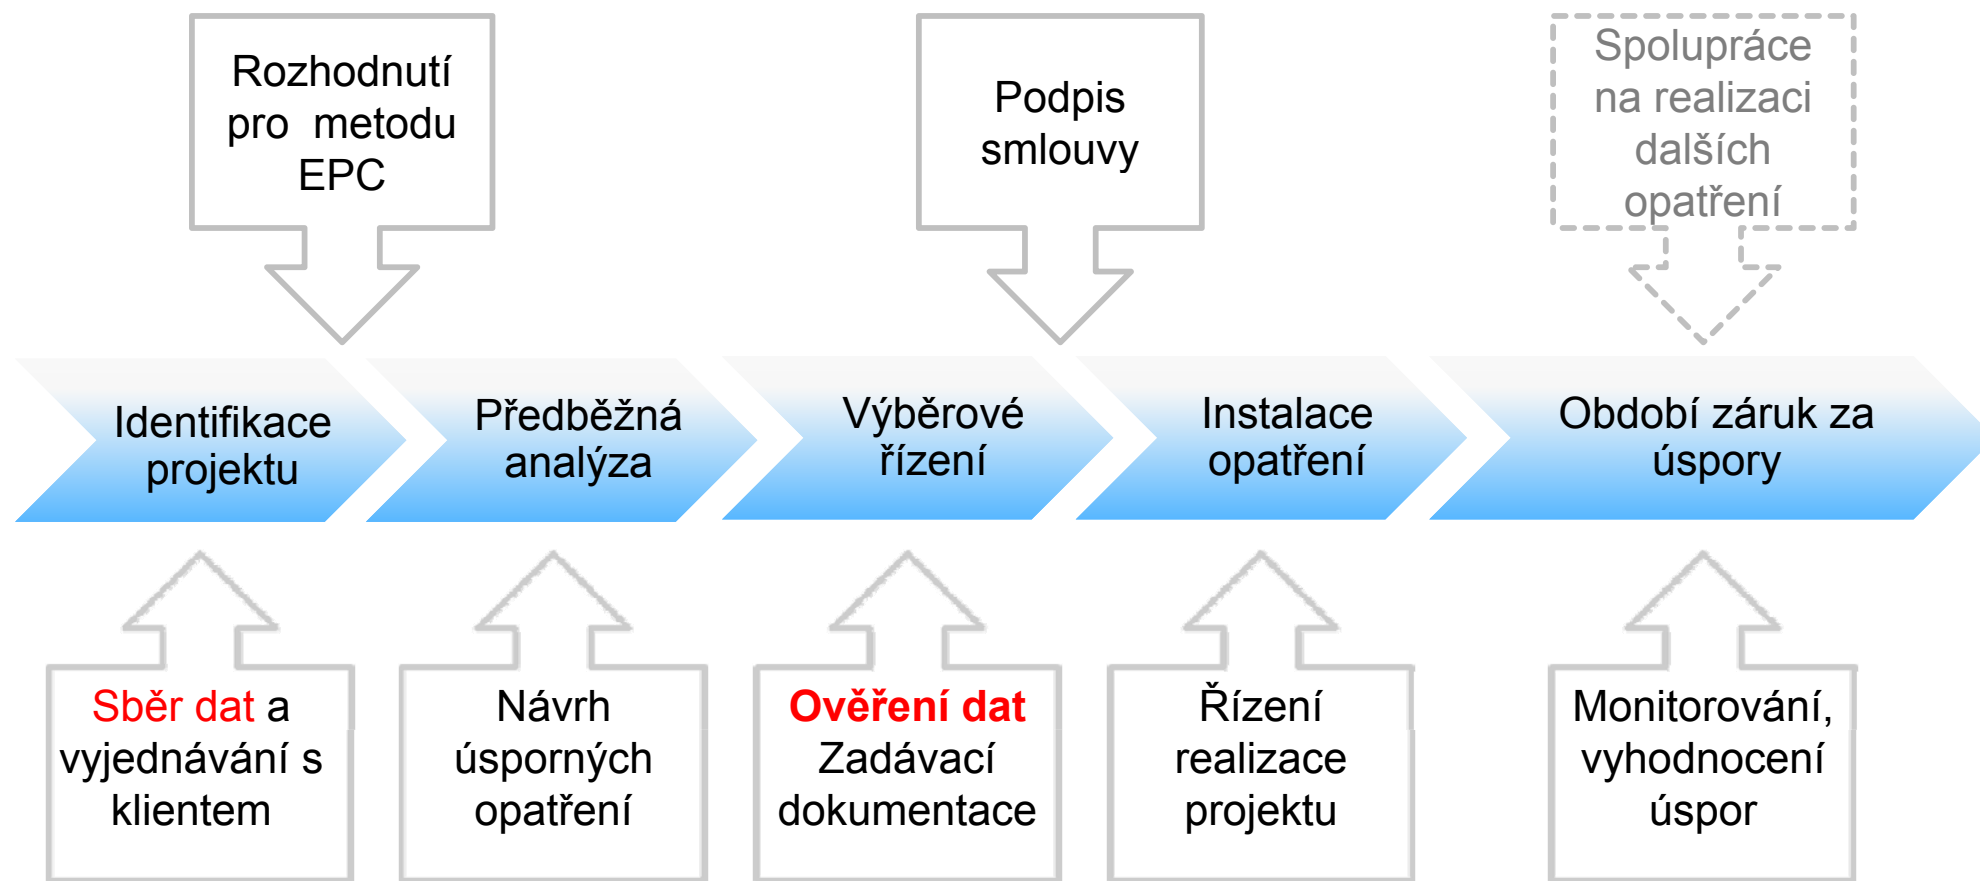 Rozhodnutí
pro metodu
EPC
Podpis
smlouvy
Spolupráce
na realizaci
dalších
opatření
Identifikace
projektu
Předběžná
analýza
Výběrové
řízení
Instalace
opatření
Období záruk za
úspory
Sběr dat a
vyjednávání s
klientem
Návrh
úsporných
opatření
Ověření dat
Zadávací
dokumentace
Řízení
realizace
projektu
Monitorování,
vyhodnocení
úspor